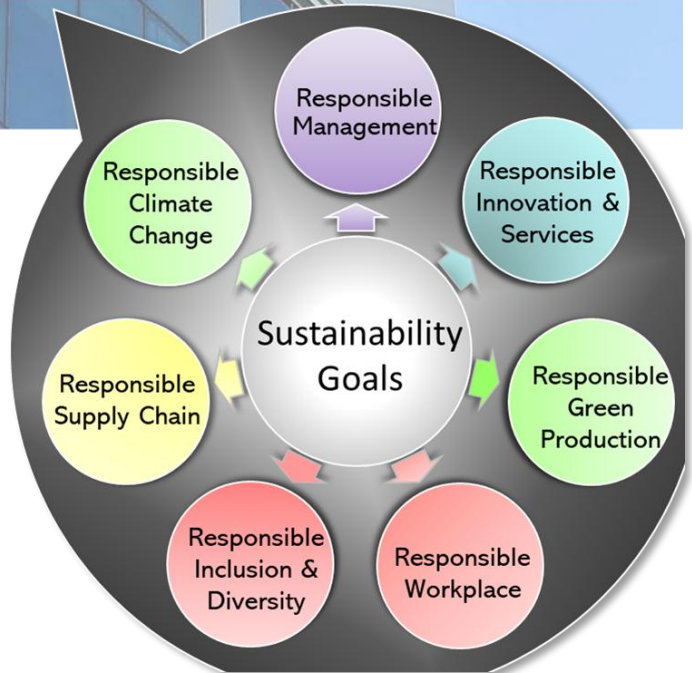 Responsible
Management
Responsible
Innovation &
Services
Responsible
Green
Production
Responsible
Workplace
Responsible
Inclusion &
Diversity
Responsible
Supply Chain
Responsible
Climate
Change
Sustainability
Goals